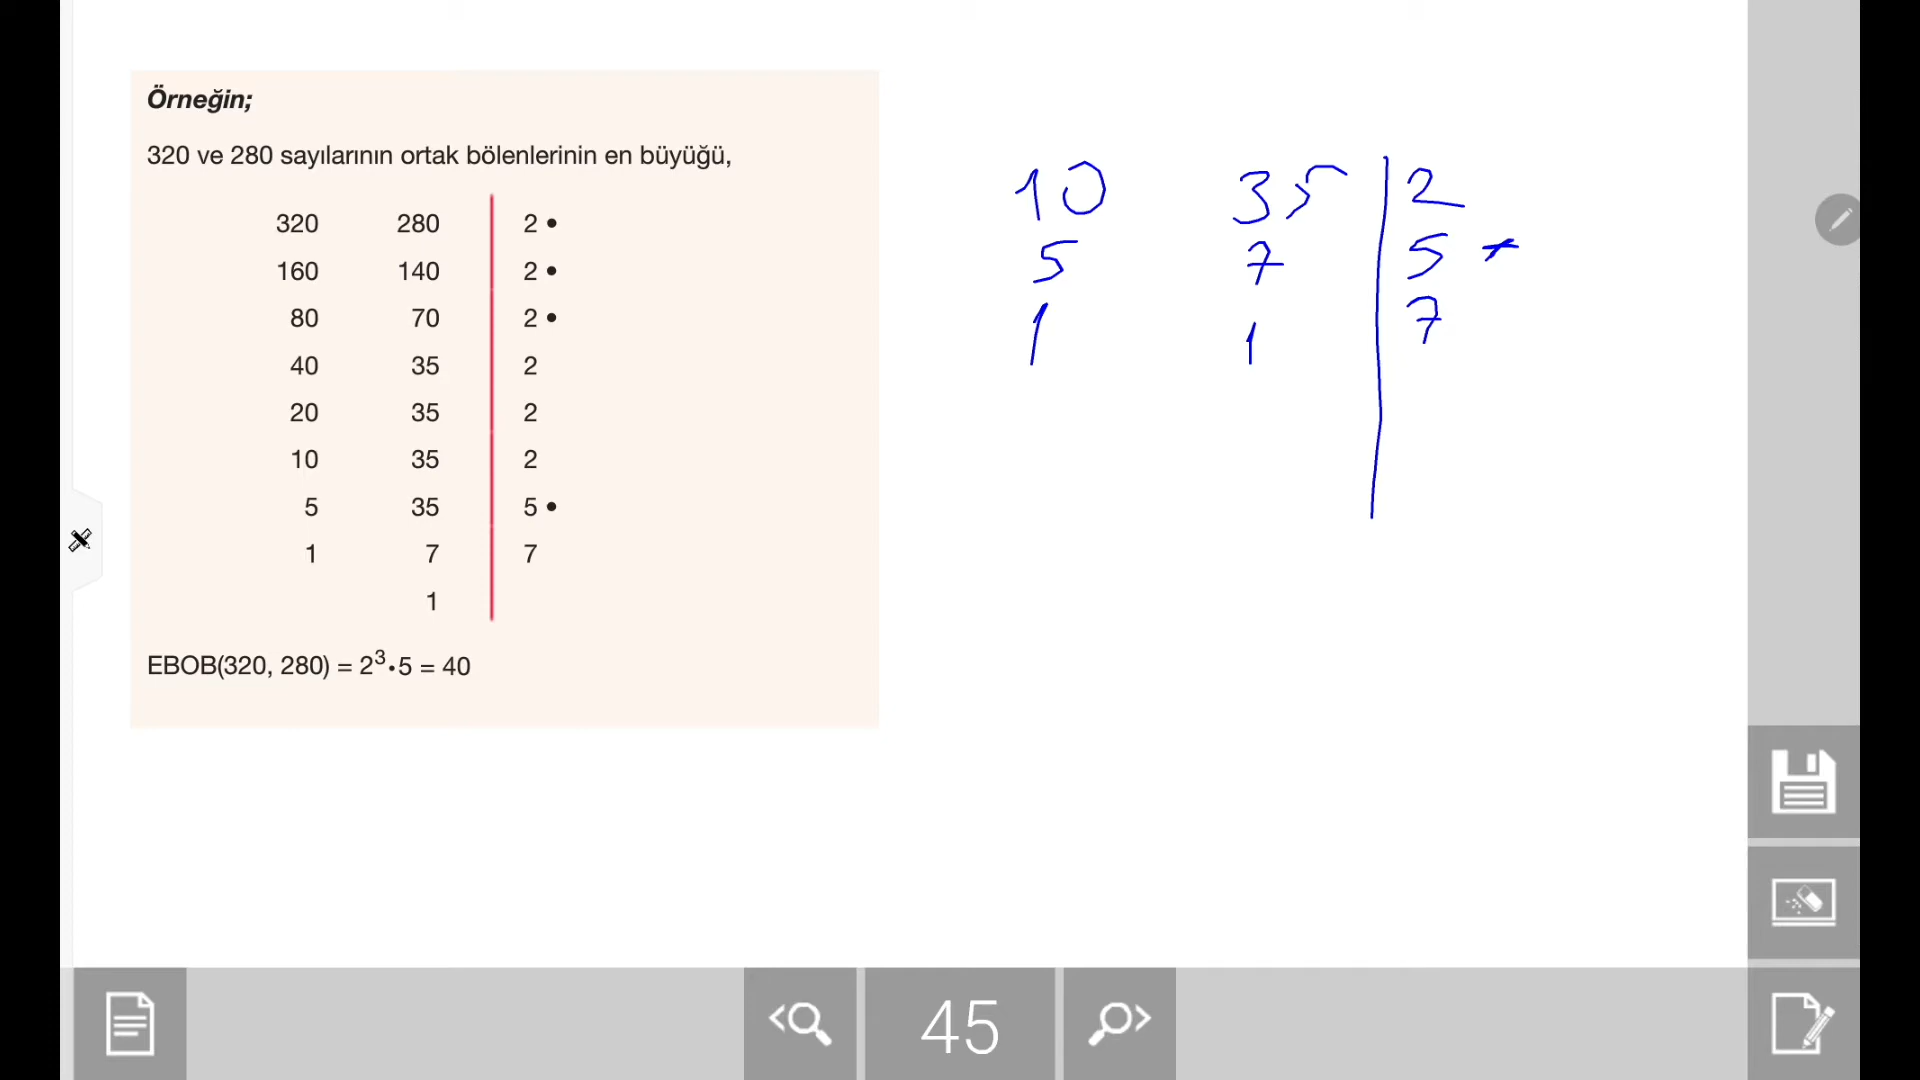 Örneğin;
320 ve 280 sayılarının ortak bölenlerinin en büyüğü,
320 280 2 •
160 140 2 •
80 70 2 •
40 35 2
20 35 2
10 35 2
5 35 5 •
1 7 7
1
EBOB(320, 280) = 2³•5 = 40
10 35 2
5 7 5 *
1 1 7
45